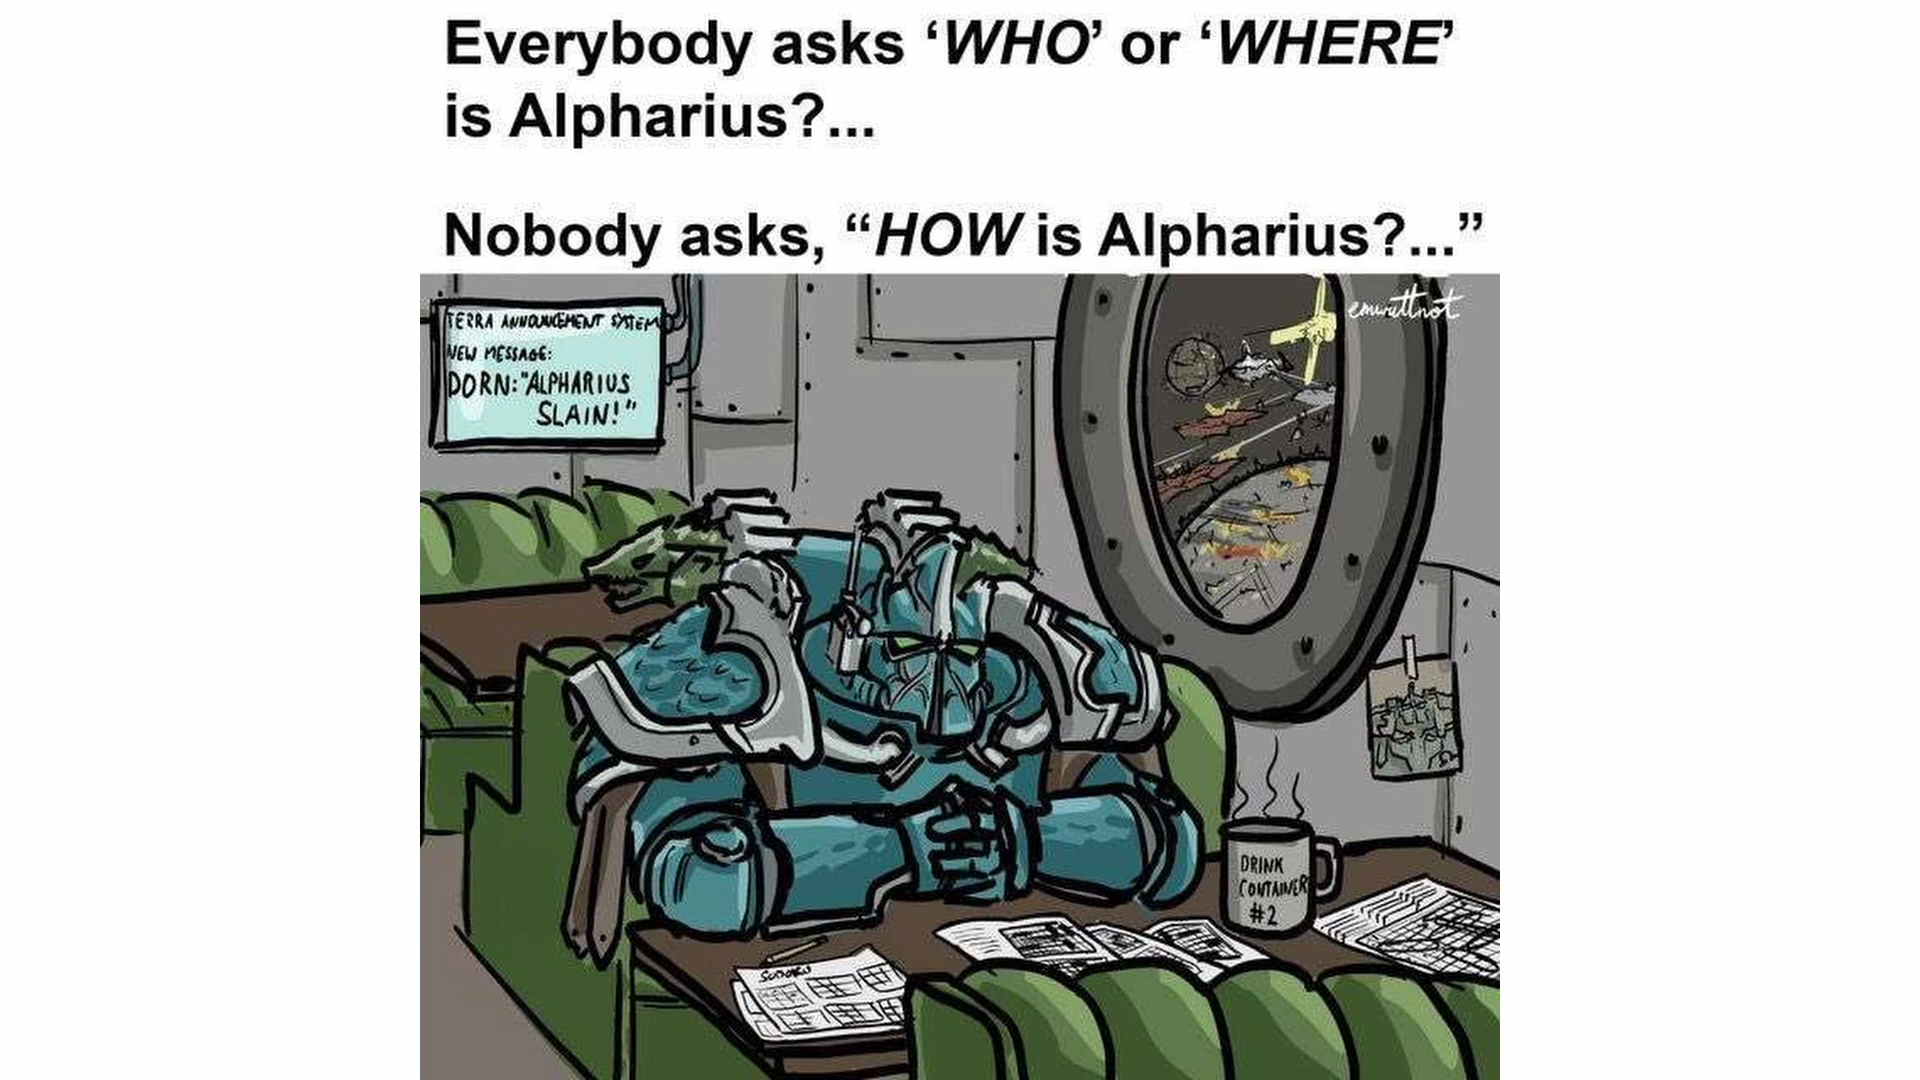 Everybody asks ‘WHO’ or ‘WHERE’
is Alpharius?...
Nobody asks, “HOW is Alpharius?...”
emwattnot
TERRA ANNOUNCEMENT SYSTEM
NEW MESSAGE:
DORN: "ALPHARIUS
SLAIN!"
DRINK
CONTAINER
#2
SUDOKU